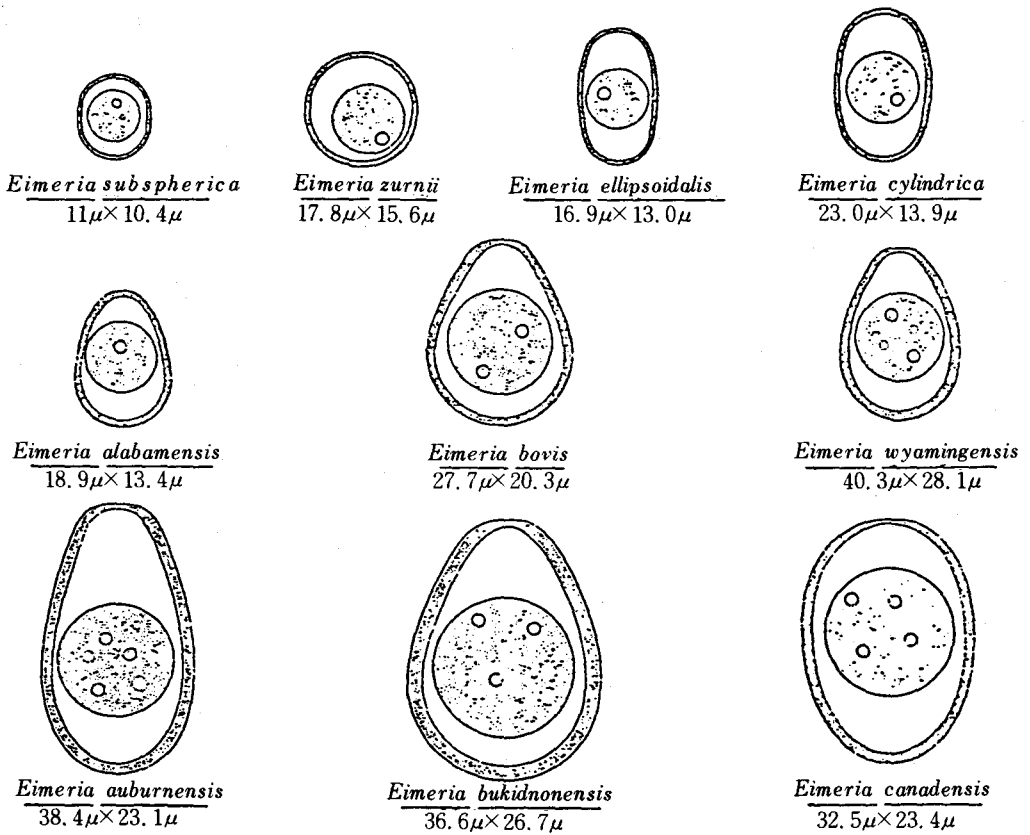 Eimeria subspherica
11μ×10.4μ
Eimeria zurnii
17.8μ×15.6μ
Eimeria ellipsoidalis
16.9μ×13.0μ
Eimeria cylindrica
23.0μ×13.9μ
Eimeria alabamensis
18.9μ×13.4μ
Eimeria bovis
27.7μ×20.3μ
Eimeria wyamingensis
40.3μ×28.1μ
Eimeria auburnensis
38.4μ×23.1μ
Eimeria bukidnonensis
36.6μ×26.7μ
Eimeria canadensis
32.5μ×23.4μ